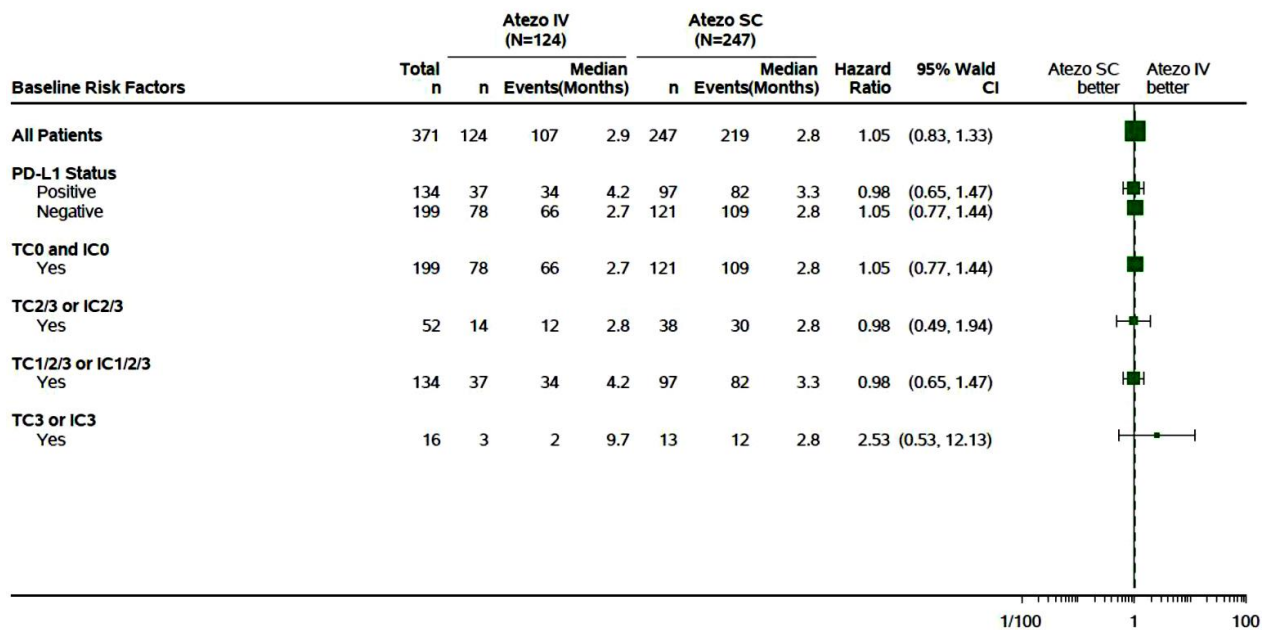 Atezo IV Atezo SC
(N=124) (N=247)
Total Median Median Hazard 95% Wald Atezo SC Atezo IV
Baseline Risk Factors n n Events(Months) n Events(Months) Ratio CI better better
All Patients 371 124 107 2.9 247 219 2.8 1.05 (0.83, 1.33)
PD-L1 Status
Positive 134 37 34 4.2 97 82 3.3 0.98 (0.65, 1.47)
Negative 199 78 66 2.7 121 109 2.8 1.05 (0.77, 1.44)
TC0 and IC0
Yes 199 78 66 2.7 121 109 2.8 1.05 (0.77, 1.44)
TC2/3 or IC2/3
Yes 52 14 12 2.8 38 30 2.8 0.98 (0.49, 1.94)
TC1/2/3 or IC1/2/3
Yes 134 37 34 4.2 97 82 3.3 0.98 (0.65, 1.47)
TC3 or IC3
Yes 16 3 2 9.7 13 12 2.8 2.53 (0.53, 12.13)
1/100 1 100